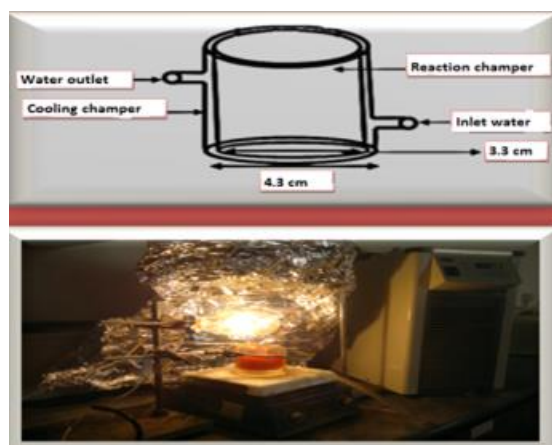 Water outlet
Reaction champer
Cooling champer
Inlet water
3.3 cm
4.3 cm